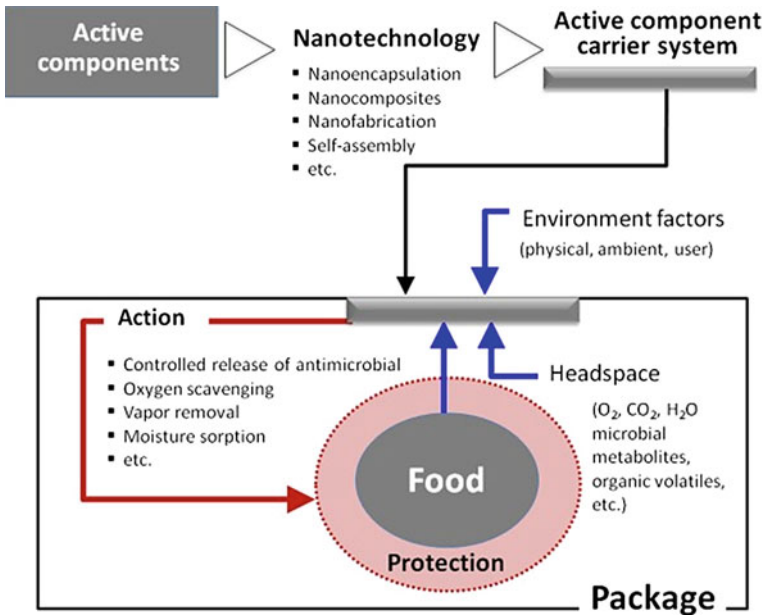 Active
components
Nanotechnology
▪ Nanoencapsulation
▪ Nanocomposites
▪ Nanofabrication
▪ Self-assembly
▪ etc.
Active component
carrier system
Environment factors
(physical, ambient, user)
Action
▪ Controlled release of antimicrobial
▪ Oxygen scavenging
▪ Vapor removal
▪ Moisture sorption
▪ etc.
Headspace
(O₂, CO₂, H₂O
microbial
metabolites,
organic volatiles,
etc.)
Food
Protection
Package